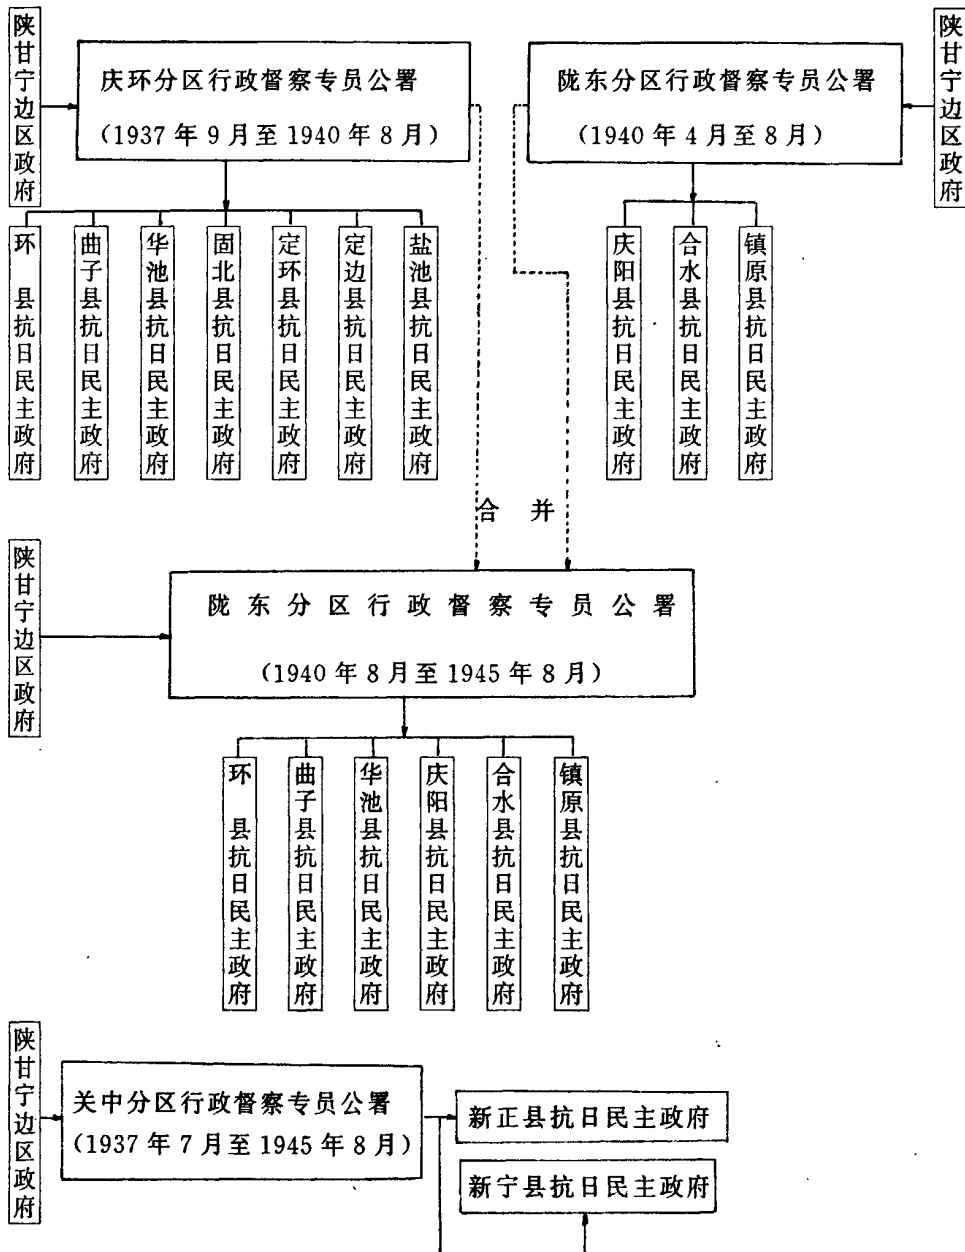 陕甘宁边区政府
庆环分区行政督察专员公署
（1937年9月至1940年8月）
陇东分区行政督察专员公署
（1940年4月至8月）
陕甘宁边区政府
环 县抗日民主政府
曲子县抗日民主政府
华池县抗日民主政府
固北县抗日民主政府
定环县抗日民主政府
定边县抗日民主政府
盐池县抗日民主政府
庆阳县抗日民主政府
合水县抗日民主政府
镇原县抗日民主政府
合 并
陕甘宁边区政府
陇东分区行政督察专员公署
（1940年8月至1945年8月）
环 县抗日民主政府
曲子县抗日民主政府
华池县抗日民主政府
庆阳县抗日民主政府
合水县抗日民主政府
镇原县抗日民主政府
陕甘宁边区政府
关中分区行政督察专员公署
（1937年7月至1945年8月）
新正县抗日民主政府
新宁县抗日民主政府